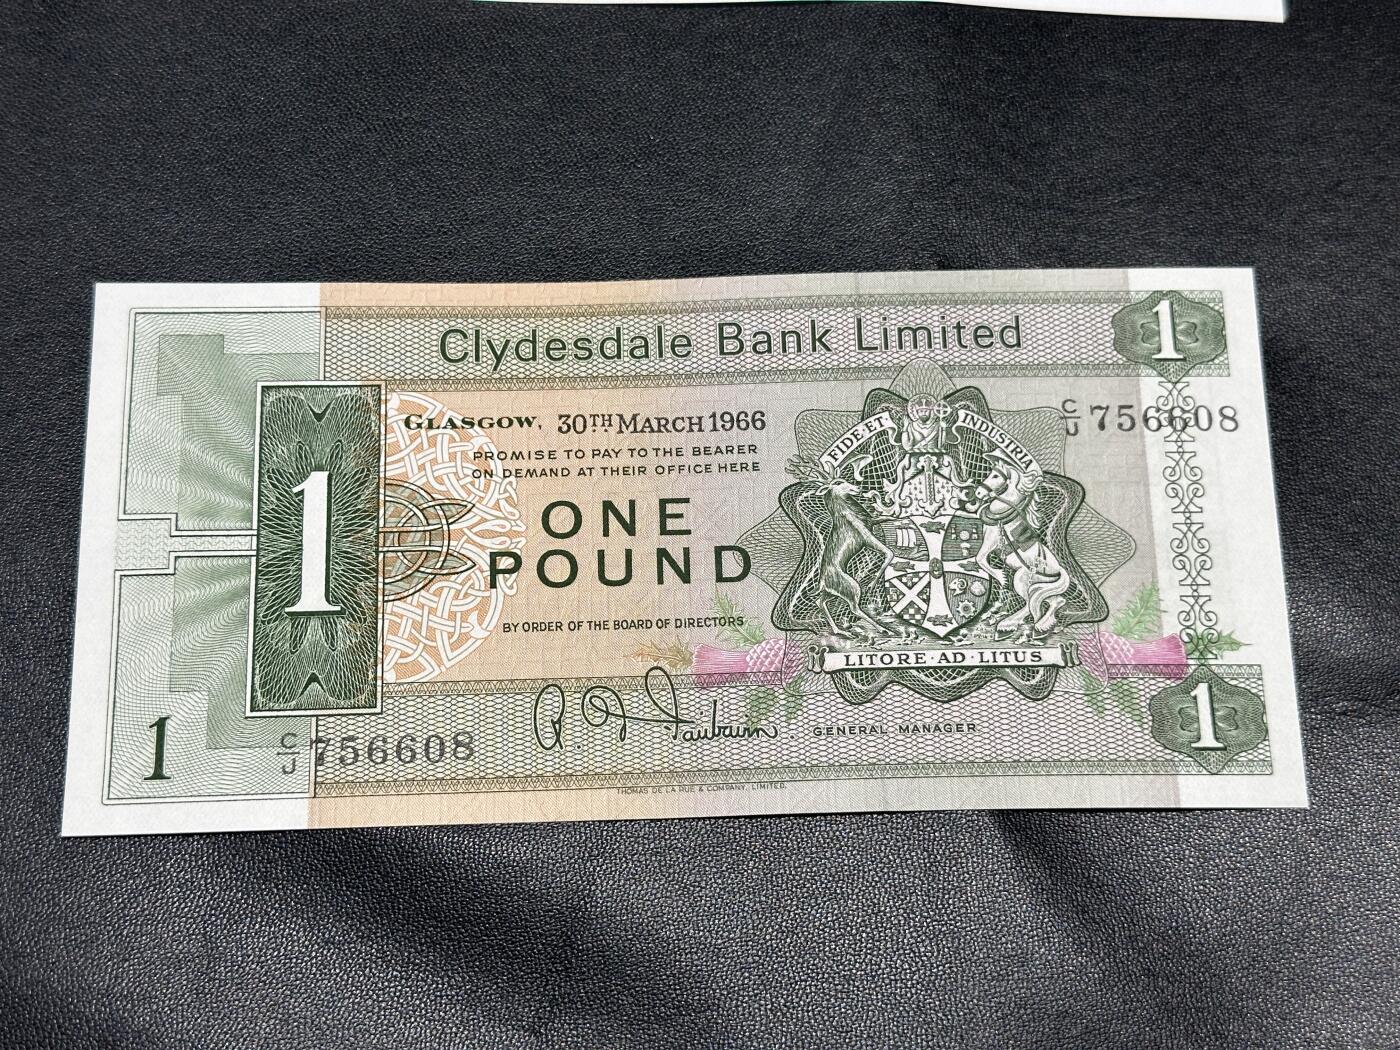 Clydesdale Bank Limited
1
GLASGOW, 30TH MARCH 1966
C/J 756608
PROMISE TO PAY TO THE BEARER
ON DEMAND AT THEIR OFFICE HERE
FIDE ET INDUSTRIA
1
ONE
POUND
BY ORDER OF THE BOARD OF DIRECTORS
LITORE·AD·LITUS
1
C/J 756608
R. D. Fairbairn. GENERAL MANAGER
1
THOMAS DE LA RUE & COMPANY, LIMITED.